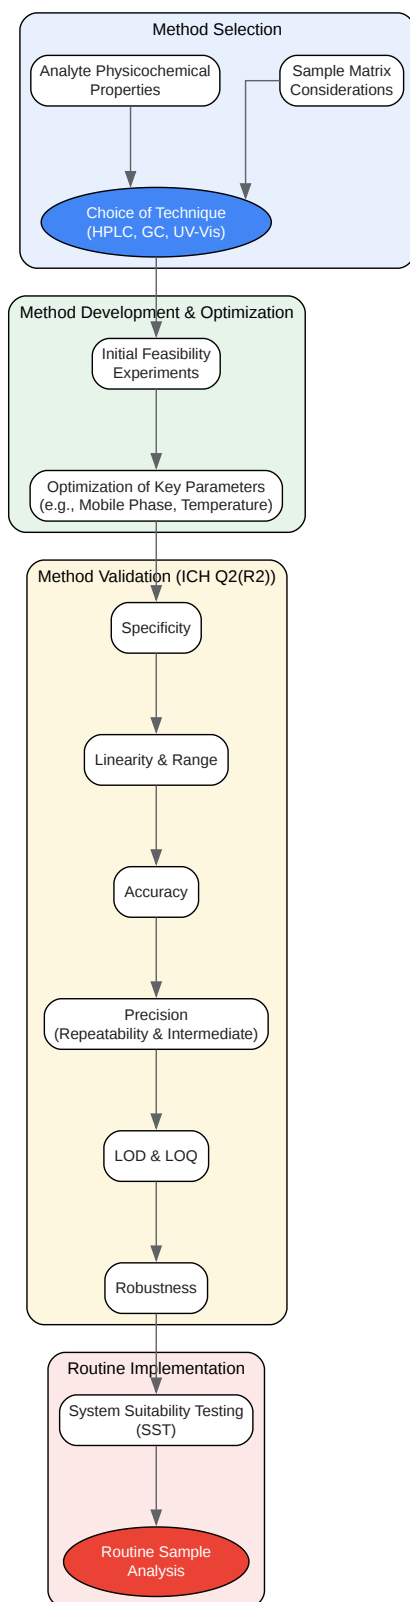 Method Selection
Analyte Physicochemical
Properties
Sample Matrix
Considerations
Choice of Technique
(HPLC, GC, UV-Vis)
Method Development & Optimization
Initial Feasibility
Experiments
Optimization of Key Parameters
(e.g., Mobile Phase, Temperature)
Method Validation (ICH Q2(R2))
Specificity
Linearity & Range
Accuracy
Precision
(Repeatability & Intermediate)
LOD & LOQ
Robustness
Routine Implementation
System Suitability Testing
(SST)
Routine Sample
Analysis